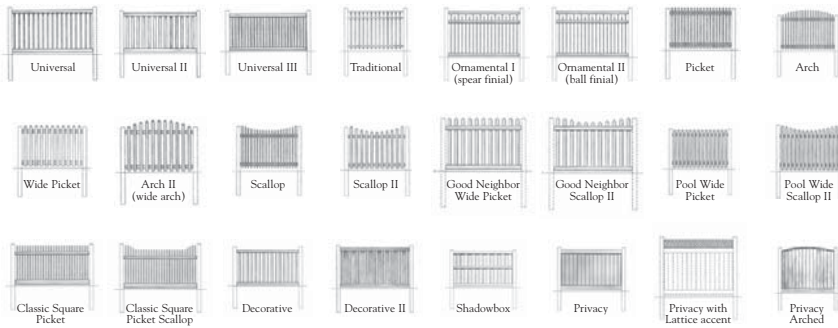 Universal
Universal II
Universal III
Traditional
Ornamental I
(spear finial)
Ornamental II
(ball finial)
Picket
Arch
Wide Picket
Arch II
(wide arch)
Scallop
Scallop II
Good Neighbor
Wide Picket
Good Neighbor
Scallop II
Pool Wide
Picket
Pool Wide
Scallop II
Classic Square
Picket
Classic Square
Picket Scallop
Decorative
Decorative II
Shadowbox
Privacy
Privacy with
Lattice accent
Privacy
Arched